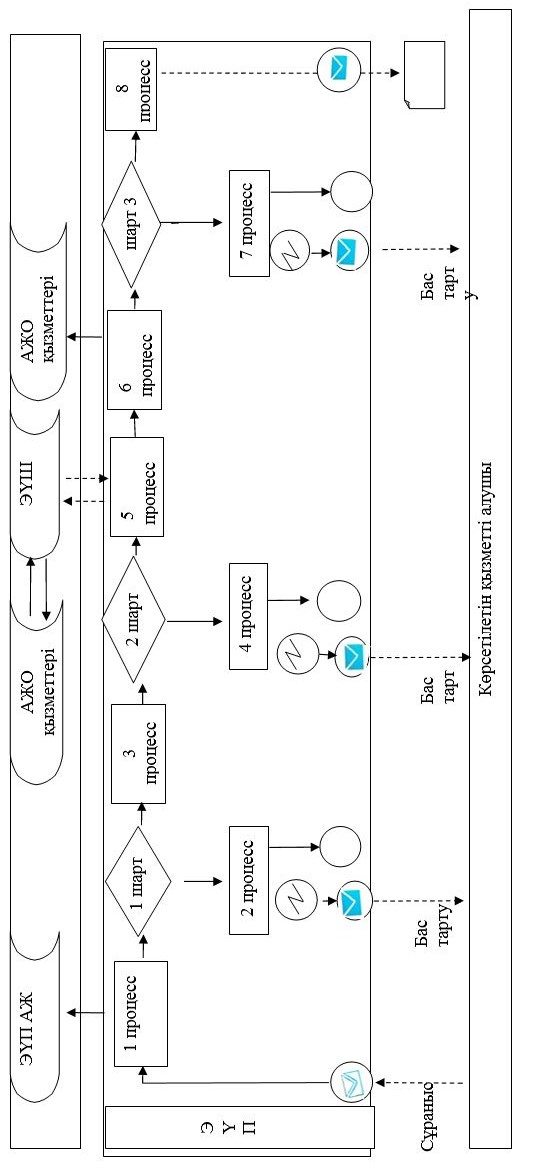 ЭҮП АЖ
АЖО
қызметтері
ЭҮШ
АЖО
қызметтері
Э
Ү
П
1 процесс
1 шарт
3
процесс
2 шарт
5
процесс
6
процесс
шарт 3
8
процесс
2 процесс
4 процесс
7 процесс
Сұраныс
Бас
тарту
Бас
тарт
Бас
тарт
у
Көрсетілетін қызметті алушы